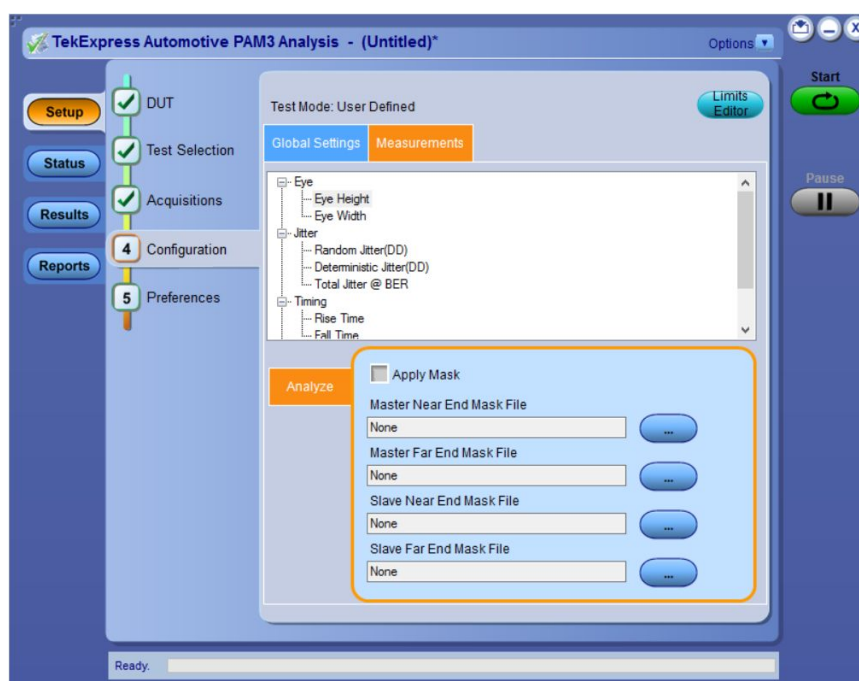 TekExpress Automotive PAM3 Analysis - (Untitled)*
Options
Start
Pause
Setup
Status
Results
Reports
DUT
Test Selection
Acquisitions
4 Configuration
5 Preferences
Test Mode: User Defined
Limits
Editor
Global Settings Measurements
Eye
Eye Height
Eye Width
Jitter
Random Jitter(DD)
Deterministic Jitter(DD)
Total Jitter @ BER
Timing
Rise Time
Fall Time
Analyze
Apply Mask
Master Near End Mask File
None ...
Master Far End Mask File
None ...
Slave Near End Mask File
None ...
Slave Far End Mask File
None ...
Ready.